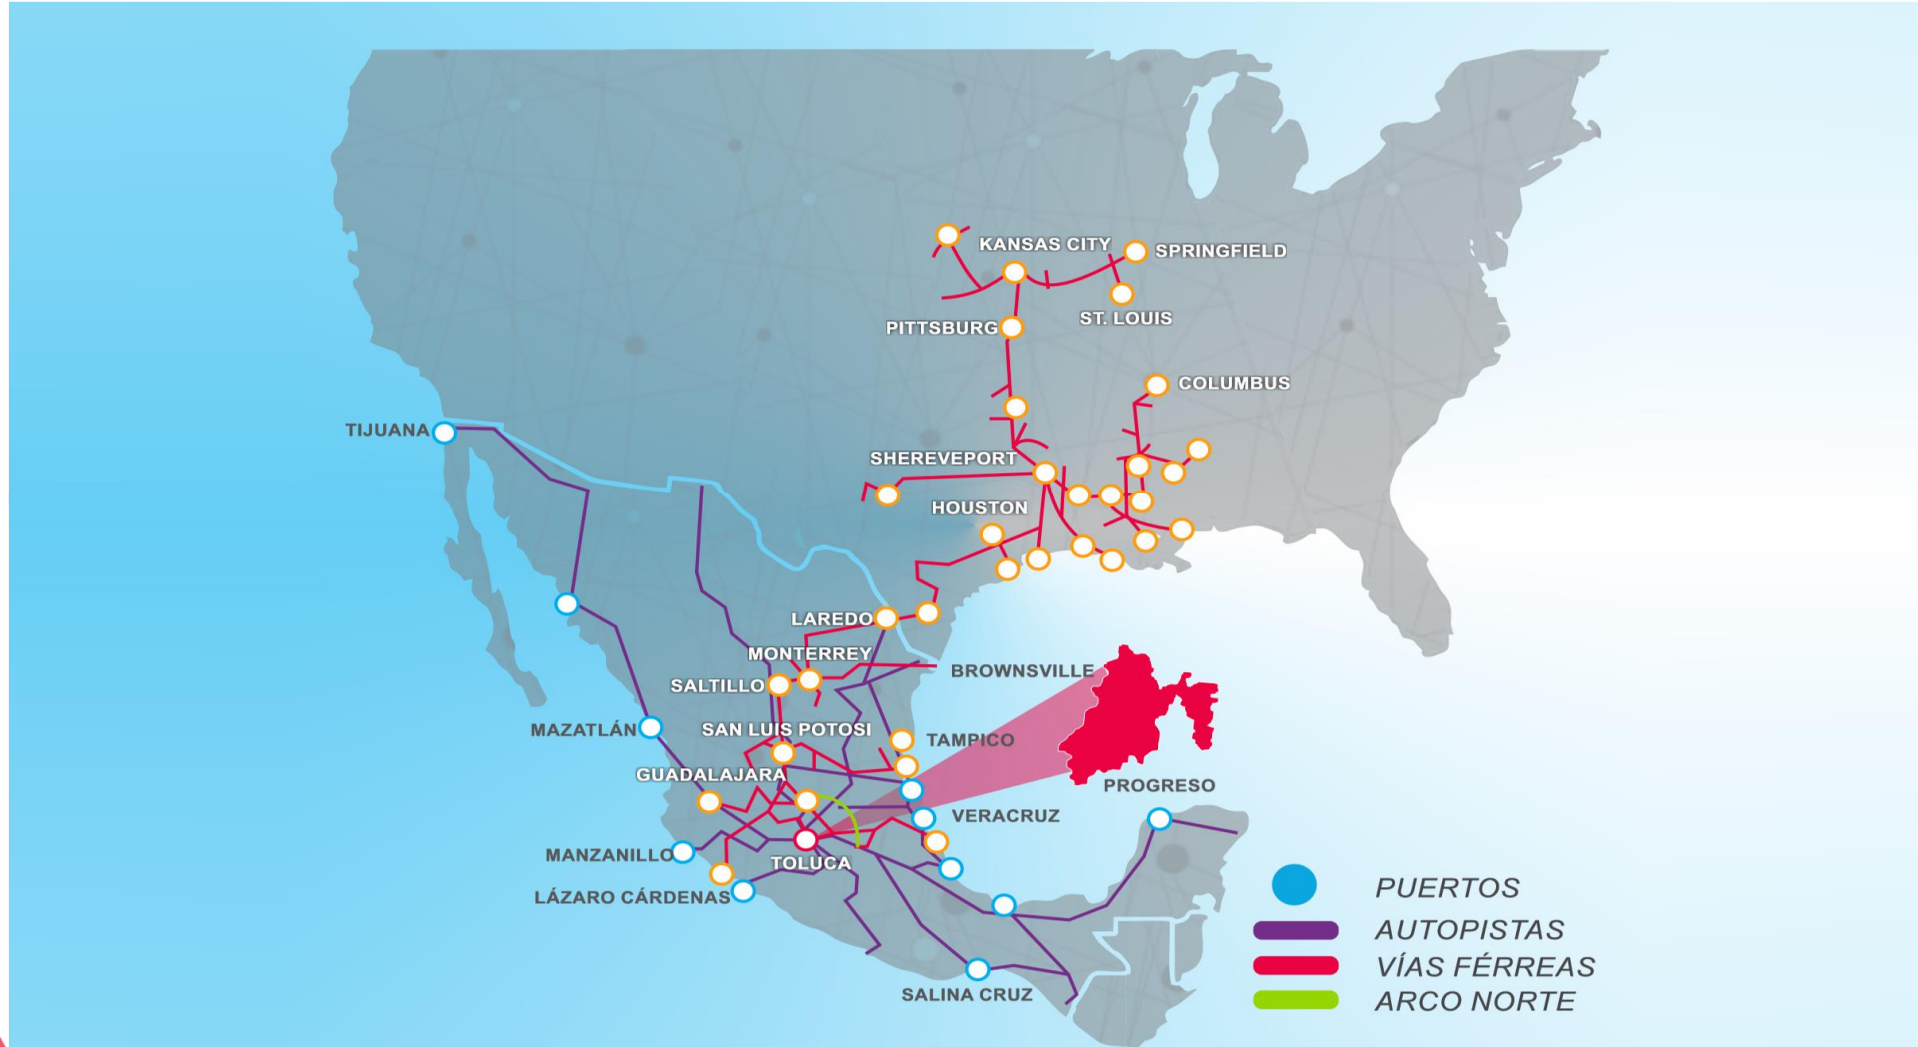 KANSAS CITY
SPRINGFIELD
ST. LOUIS
PITTSBURG
COLUMBUS
TIJUANA
SHEREVEPORT
HOUSTON
LAREDO
MONTERREY
BROWNSVILLE
SALTILLO
MAZATLÁN
SAN LUIS POTOSI
TAMPICO
GUADALAJARA
PROGRESO
VERACRUZ
MANZANILLO
TOLUCA
LÁZARO CÁRDENAS
SALINA CRUZ
PUERTOS
AUTOPISTAS
VÍAS FÉRREAS
ARCO NORTE